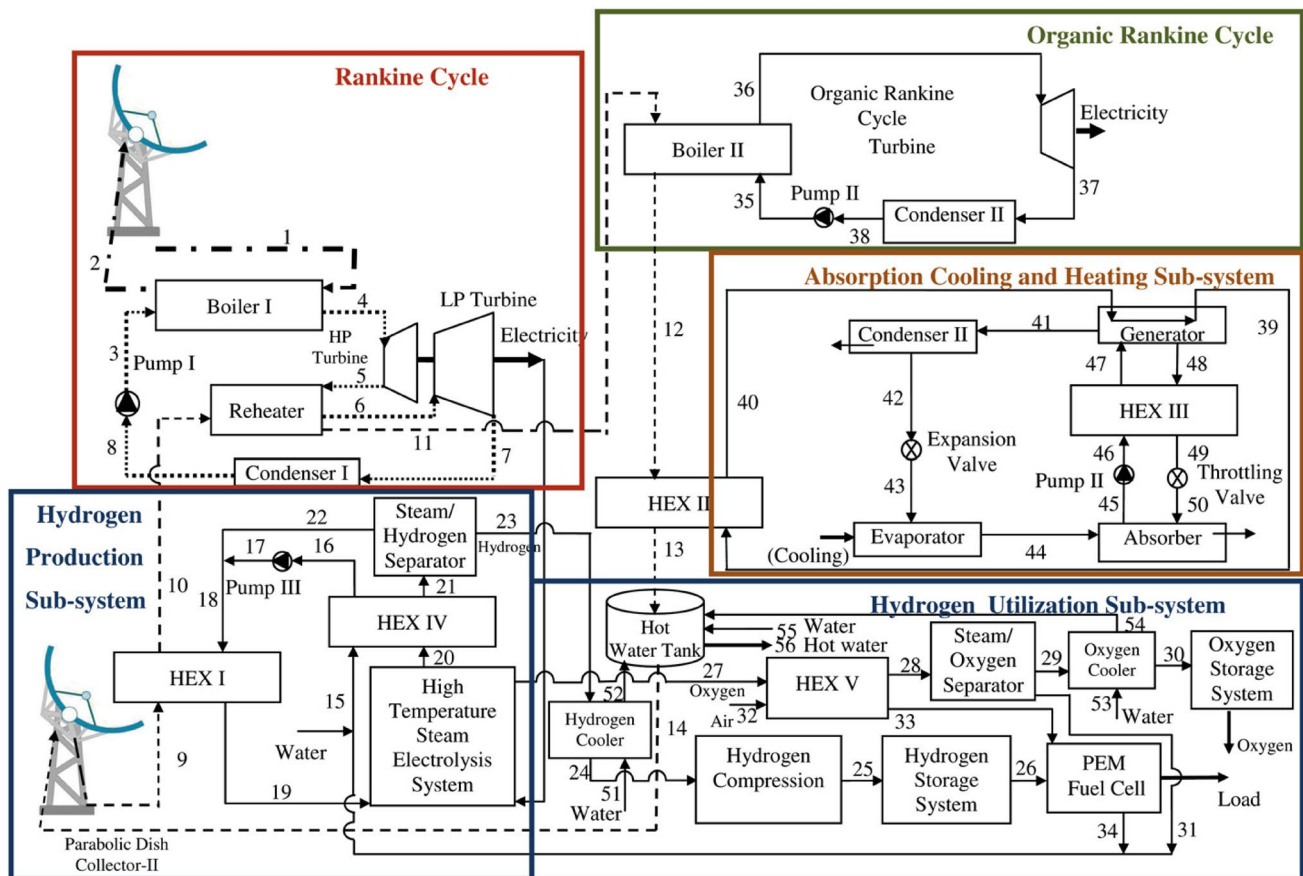 Organic Rankine Cycle
Rankine Cycle
36
Organic Rankine
Cycle
Turbine
Electricity
Boiler II
Pump II
37
35
Condenser II
38
1
2
Boiler I
4
LP Turbine
Electricity
HP
Turbine
3
Pump I
5
Reheater
6
11
8
7
Condenser I
12
Absorption Cooling and Heating Sub-system
Condenser II
41
Generator
39
47
48
40
42
HEX III
Expansion
Valve
46
49
Throttling
Valve
Pump II
43
45
50
HEX II
(Cooling)
Evaporator
44
Absorber
13
Hydrogen
Production
Sub-system
22
Steam/
Hydrogen
Separator
23
Hydrogen
17
16
Pump III
10
18
21
HEX IV
20
HEX I
15
High
Temperature
Steam
Electrolysis
System
Water
9
19
Parabolic Dish
Collector-II
Hydrogen Utilization Sub-system
Hot
Water Tank
55
Water
56
Hot water
54
Steam/
Oxygen
Separator
Oxygen
Cooler
Oxygen
Storage
System
27
28
29
30
HEX V
Oxygen
Air
32
33
53
Water
52
14
Hydrogen
Cooler
24
51
Water
Hydrogen
Compression
25
Hydrogen
Storage
System
26
PEM
Fuel Cell
Oxygen
Load
34
31